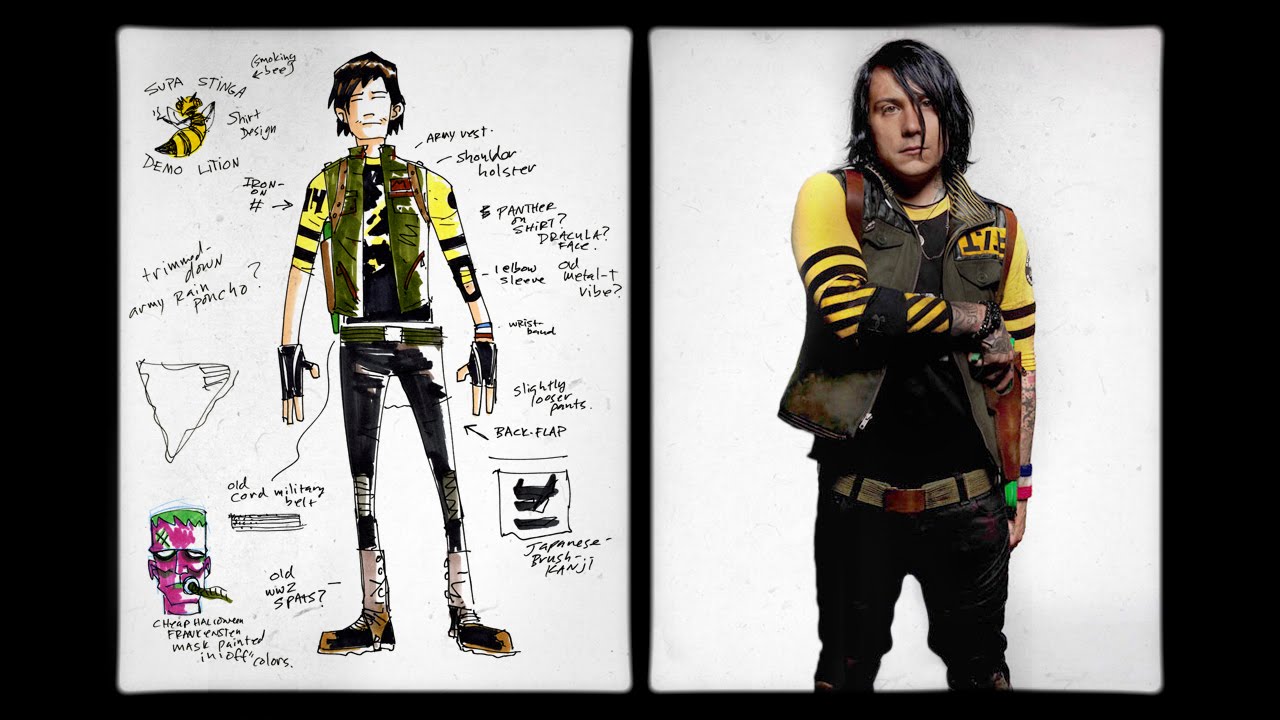 (smoking
bee)
SUPA STINGA
Shirt
Design
DEMO LITION
ARMY vest.
shoulder
holster
IRON-
ON
#
14
PANTHER
on
SHIRT?
DRACULA?
FACE.
trimmed-
down
army Rain
poncho?
elbow
sleeve
old
metal-t
vibe?
wrist-
band
slightly
looser
pants.
BACK-FLAP
old
cord military
belt
Japanese-
Brush-
KANJI
old
WW2
SPATS?
CHEAP HALLOWEEN
FRANKENSTEIN
MASK painted
in "off" colors.